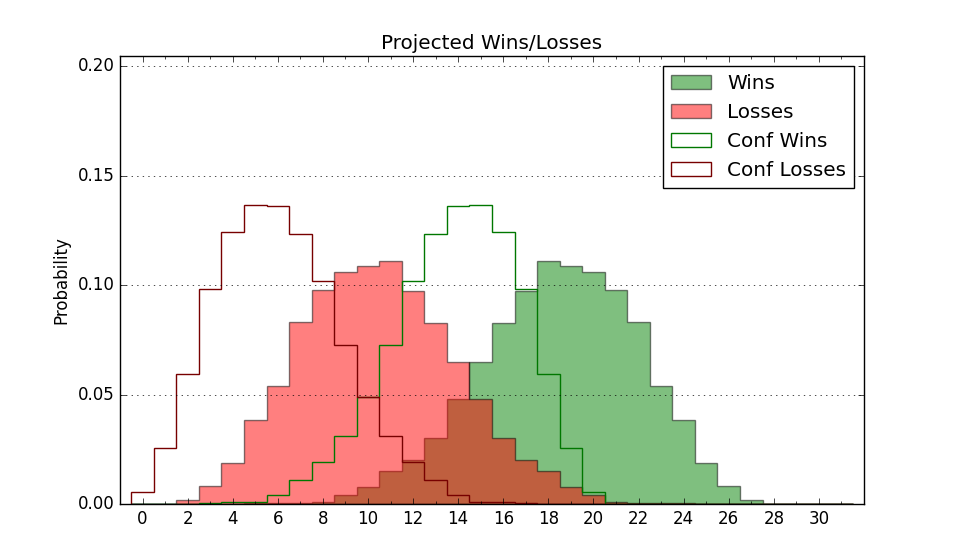 Projected Wins/Losses
0.20
0.15
0.10
0.05
0.00
Probability
Wins
Losses
Conf Wins
Conf Losses
0 2 4 6 8 10 12 14 16 18 20 22 24 26 28 30